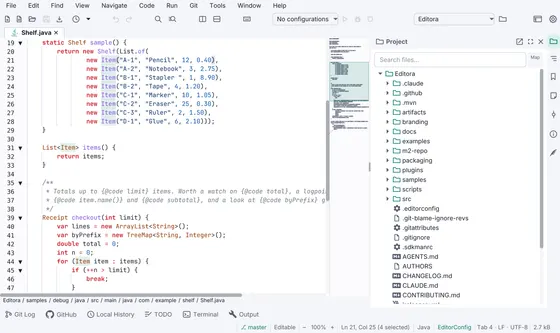 File Edit Find View Navigate Code Run Git Tools Window Help
No configurations
Editora
Shelf.java ×
19 static Shelf sample() {
20 return new Shelf(List.of(
21 new Item("A-1", "Pencil", 12, 0.40),
22 new Item("A-2", "Notebook", 3, 2.75),
23 new Item("B-1", "Stapler ", 1, 8.90),
24 new Item("B-2", "Tape", 4, 1.20),
25 new Item("C-1", "Marker", 10, 1.05),
26 new Item("C-2", "Eraser", 25, 0.30),
27 new Item("C-3", "Ruler", 2, 1.50),
28 new Item("D-1", "Glue", 6, 2.10)));
29 }
30
31 List<Item> items() {
32 return items;
33 }
34
35 /**
36 * Totals up to {@code limit} items. Worth a watch on {@code total}, a logpoin
37 * {@code item.name()} and {@code subtotal}, and a look at {@code byPrefix}
38 */
39 Receipt checkout(int limit) {
40 var lines = new ArrayList<String>();
41 var byPrefix = new TreeMap<String, Integer>();
42 double total = 0;
43 int n = 0;
44 for (Item item : items) {
45 if (++n > limit) {
46 break;
47 }
Project
Search files...
Map
Editora
.claude
.github
.mvn
artifacts
branding
docs
examples
m2-repo
packaging
plugins
samples
scripts
src
.editorconfig
.git-blame-ignore-revs
.gitattributes
.gitignore
.sdkmanrc
AGENTS.md
AUTHORS
CHANGELOG.md
CLAUDE.md
CONTRIBUTING.md
Editora / samples / debug / java / src / main / java / com / example / shelf / Shelf.java
Git Log GitHub Local History TODO Terminal Output
master Editable − 100% + Ln 21, Col 25 (4 selected) Java EditorConfig Tab 4 LF UTF-8 2.7 kB